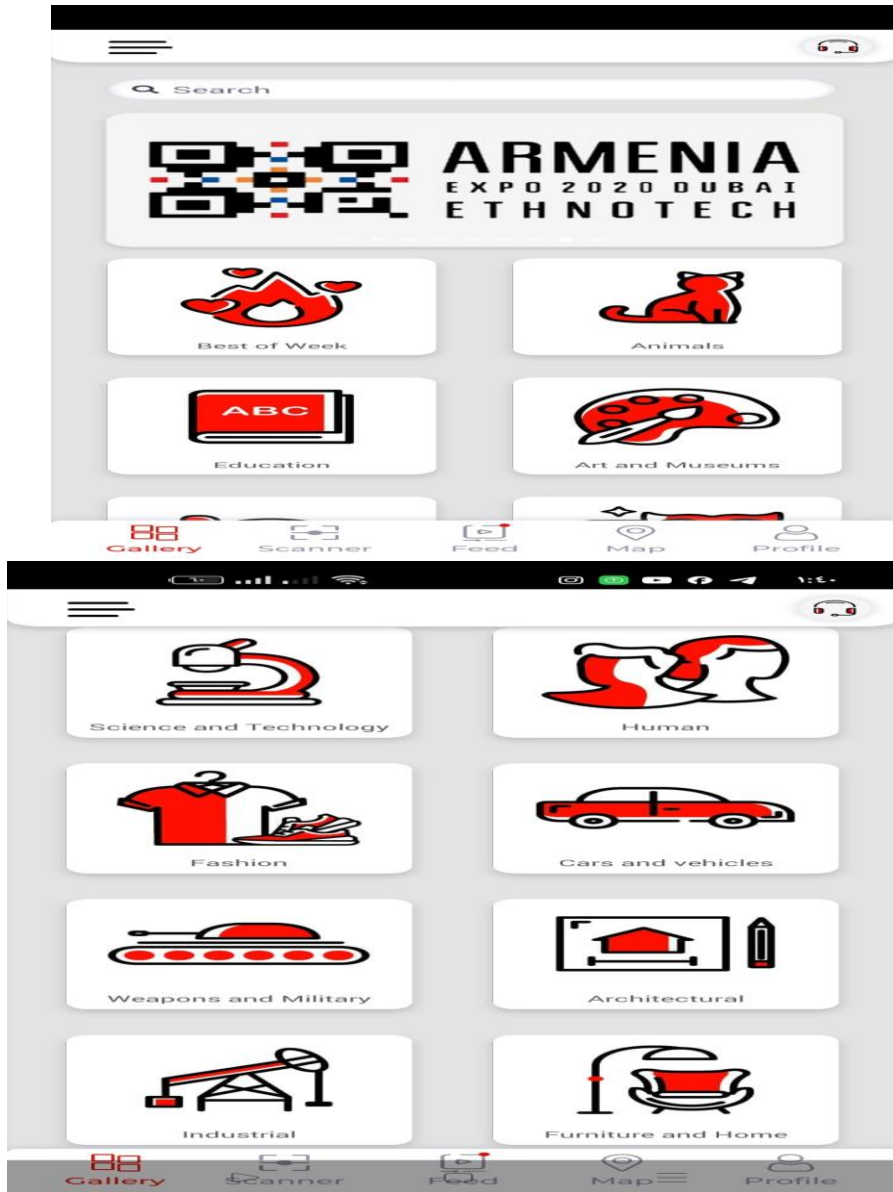 Search
ARMENIA
EXPO 2020 DUBAI
ETHNOTECH
Best of Week
Animals
ABC
Education
Art and Museums
Gallery Scanner Feed Map Profile
١:٤٠
Science and Technology
Human
Fashion
Cars and vehicles
Weapons and Military
Architectural
Industrial
Furniture and Home
Gallery Scanner Feed Map Profile